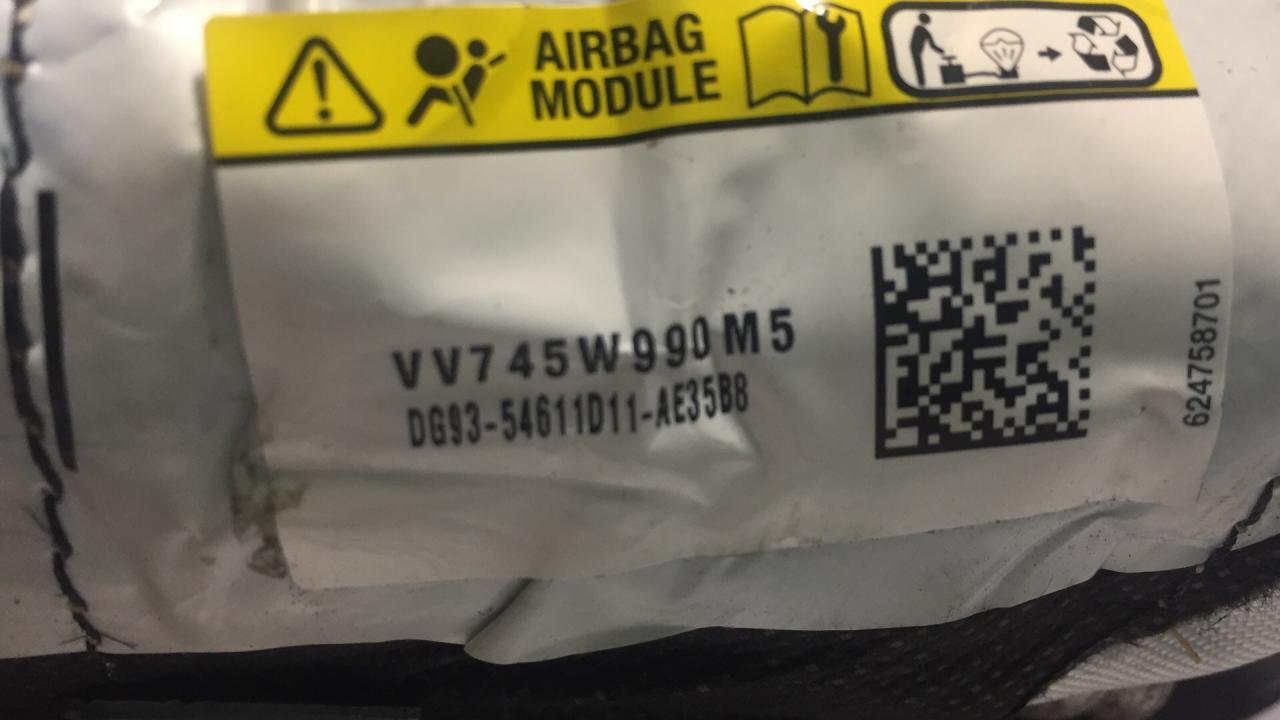 AIRBAG
MODULE
VV745W990M5
DG93-54611D11-AE35B8
624758701